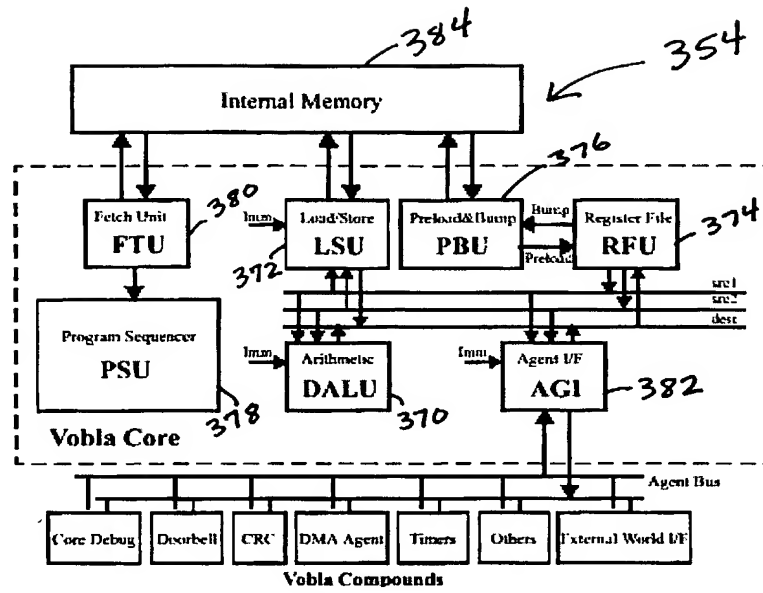 384
354
Internal Memory
376
Fetch Unit
FTU
380
Imm
Load/Store
LSU
372
Preload&Bump
PBU
Bump
Preload
Register File
RFU
374
src1
src2
dest
Program Sequencer
PSU
378
Imm
Arithmetic
DALU
370
Imm
Agent I/F
AGI
382
Vobla Core
Agent Bus
Core Debug
Doorbell
CRC
DMA Agent
Timers
Others
External World I/F
Vobla Compounds